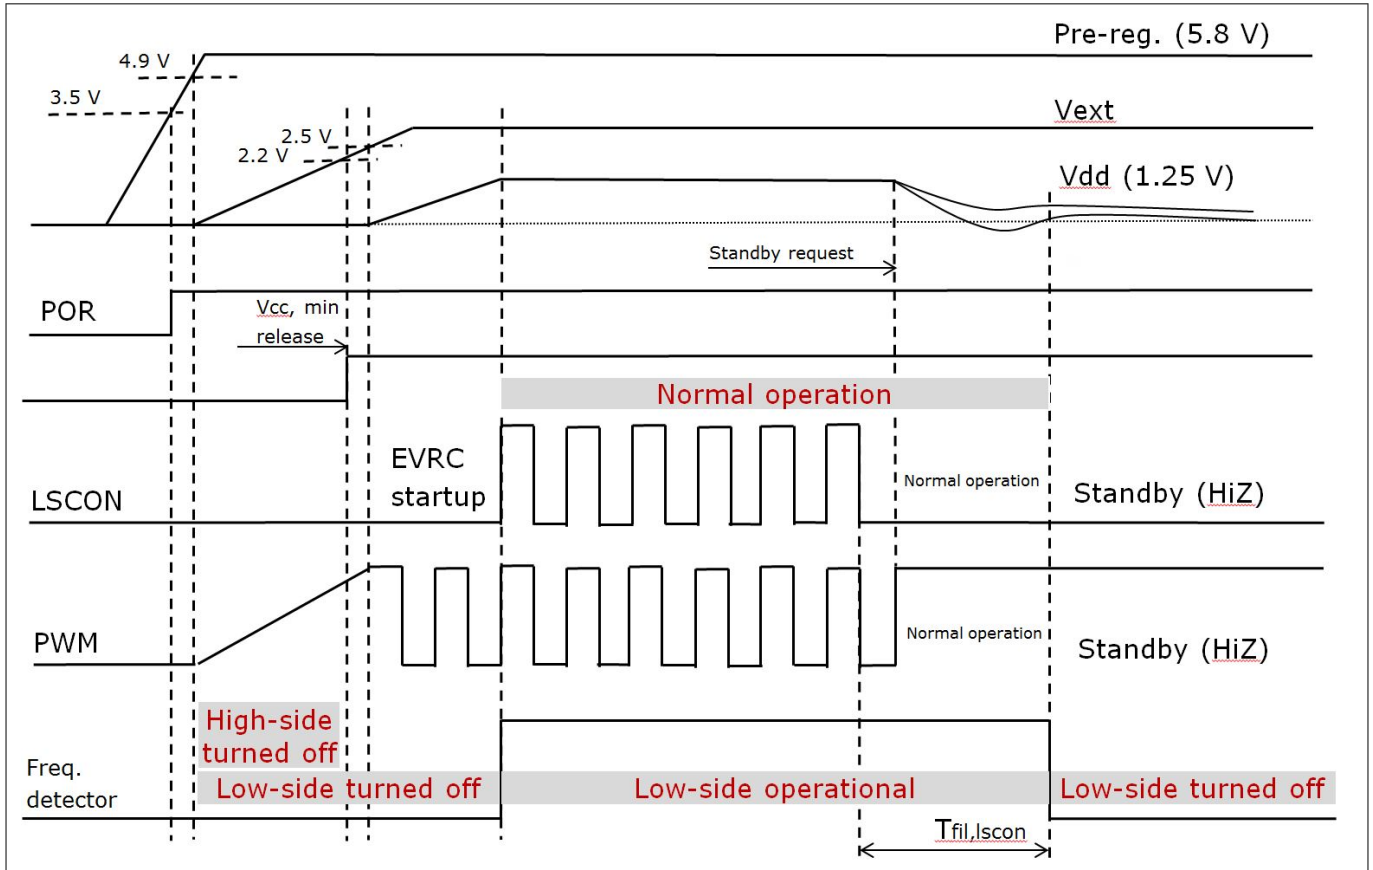 Pre-reg. (5.8 V)
4.9 V
3.5 V
Vext
2.5 V
2.2 V
Vdd (1.25 V)
Standby request
POR
Vcc, min
release
Normal operation
EVRC
startup
LSCON
Normal operation
Standby (HiZ)
PWM
Normal operation
Standby (HiZ)
High-side
turned off
Freq.
detector
Low-side turned off
Low-side operational
Low-side turned off
Tfil,lscon